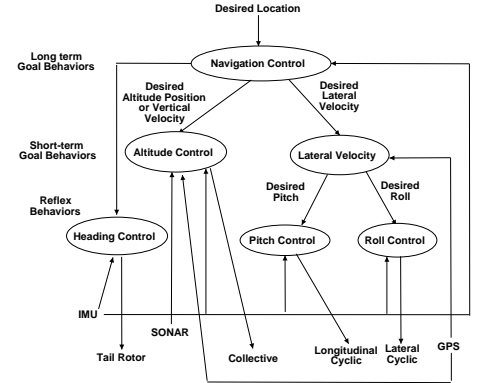 Desired Location
Long term
Goal Behaviors
Navigation Control
Desired
Altitude Position
or Vertical
Velocity
Desired
Lateral
Velocity
Short-term
Goal Behaviors
Altitude Control
Lateral Velocity
Desired
Pitch
Desired
Roll
Reflex
Behaviors
Heading Control
Pitch Control
Roll Control
IMU
SONAR
GPS
Tail Rotor
Collective
Longitudinal
Cyclic
Lateral
Cyclic